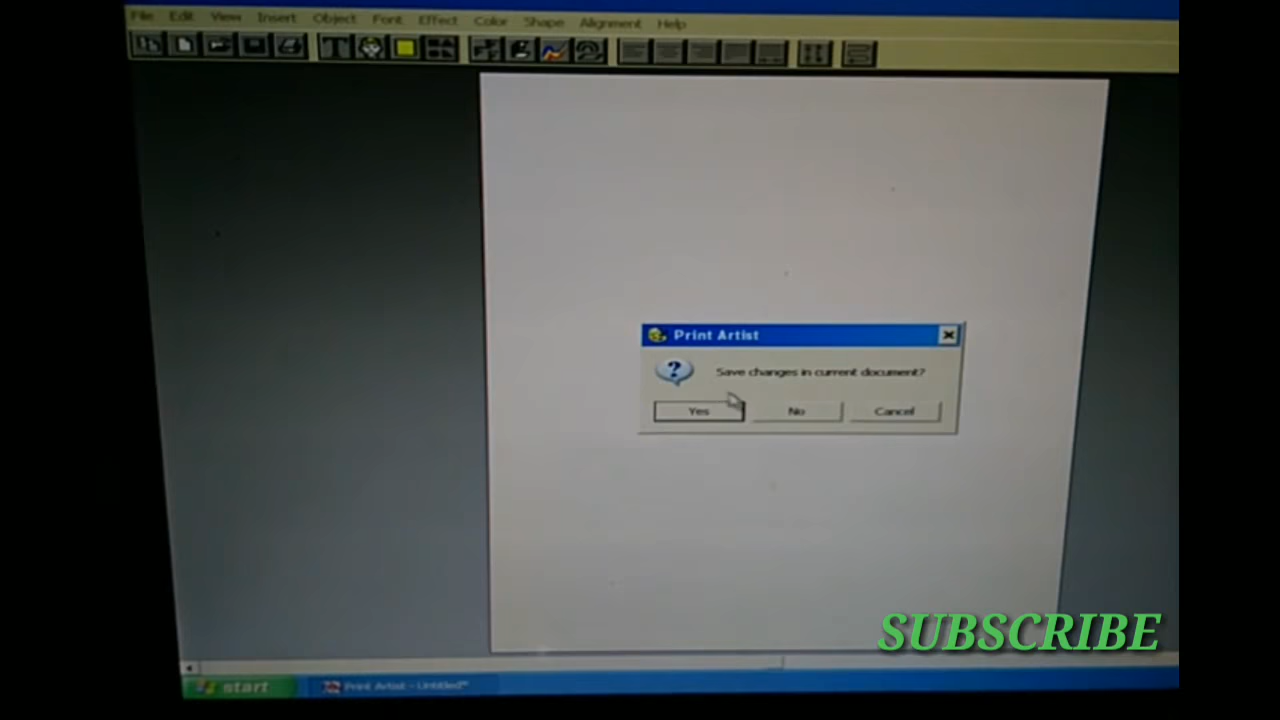 File Edit View Insert Object Font Effect Color Shape Alignment Help
Print Artist
Save changes in current document?
Yes No Cancel
SUBSCRIBE
start Print Artist - Untitled*